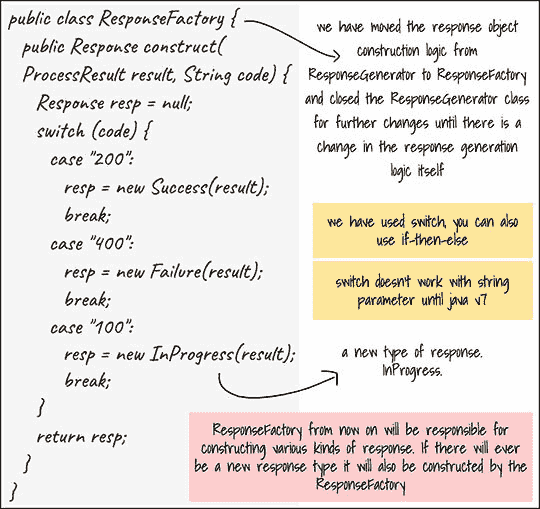 public class ResponseFactory {
public Response construct(
ProcessResult result, String code) {
Response resp = null;
switch (code) {
case "200":
resp = new Success(result);
break;
case "400":
resp = new Failure(result);
break;
case "100":
resp = new InProgress(result);
break;
}
return resp;
}
}
we have moved the response object
construction logic from
ResponseGenerator to ResponseFactory
and closed the ResponseGenerator class
for further changes until there is a
change in the response generation
logic itself
we have used switch, you can also
use if-then-else
switch doesn't work with string
parameter until java v7
a new type of response.
InProgress.
ResponseFactory from now on will be responsible for
constructing various kinds of response. If there will ever
be a new response type it will also be constructed by the
ResponseFactory